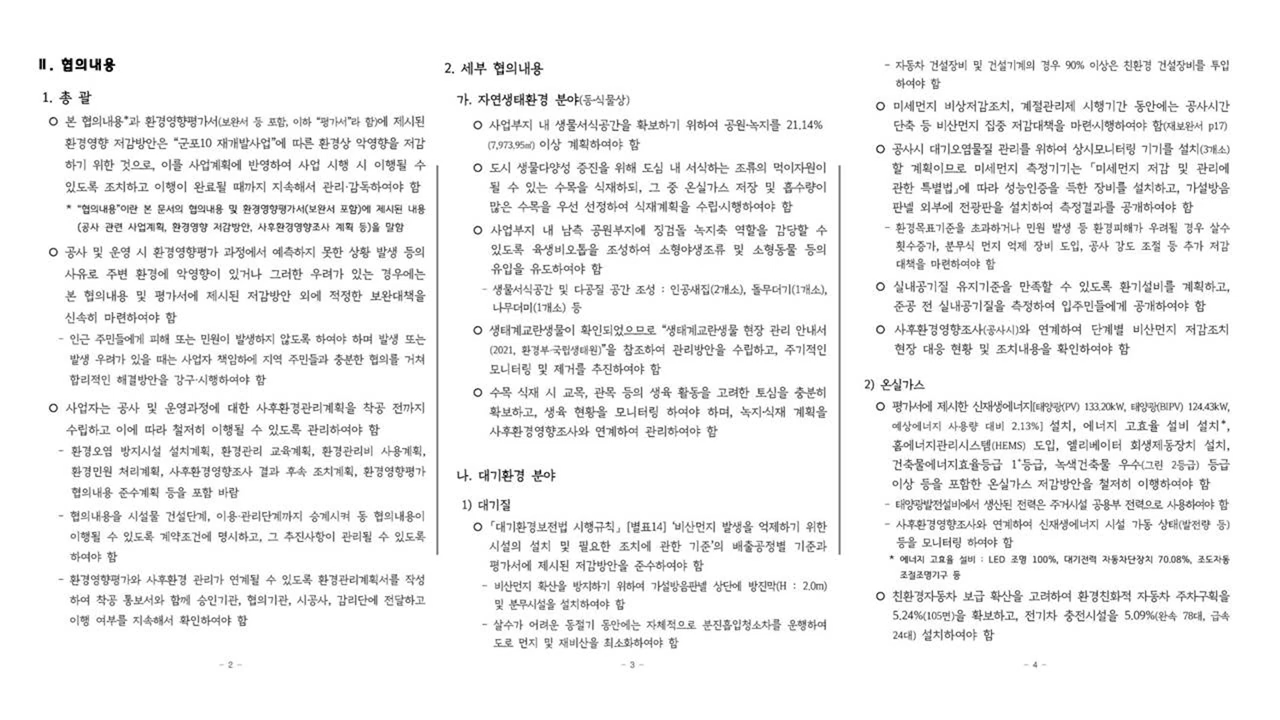 Ⅱ. 협의내용
1. 총 괄
○ 본 협의내용*과 환경영향평가서(보완서 등 포함, 이하 “평가서”라 함)에 제시된
환경영향 저감방안은 “군포10 재개발사업”에 따른 환경상 악영향을 저감
하기 위한 것으로, 이를 사업계획에 반영하여 사업 시행 시 이행될 수
있도록 조치하고 이행이 완료될 때까지 지속해서 관리·감독하여야 함
* “협의내용”이란 본 문서의 협의내용 및 환경영향평가서(보완서 포함)에 제시된 내용
(공사 관련 사업계획, 환경영향 저감방안, 사후환경영향조사 계획 등)을 말함
○ 공사 및 운영 시 환경영향평가 과정에서 예측하지 못한 상황 발생 등의
사유로 주변 환경에 악영향이 있거나 그러한 우려가 있는 경우에는
본 협의내용 및 평가서에 제시된 저감방안 외에 적정한 보완대책을
신속히 마련하여야 함
- 인근 주민들에게 피해 또는 민원이 발생하지 않도록 하여야 하며 발생 또는
발생 우려가 있을 때는 사업자 책임하에 지역 주민들과 충분한 협의를 거쳐
합리적인 해결방안을 강구·시행하여야 함
○ 사업자는 공사 및 운영과정에 대한 사후환경관리계획을 착공 전까지
수립하고 이에 따라 철저히 이행될 수 있도록 관리하여야 함
- 환경오염 방지시설 설치계획, 환경관리 교육계획, 환경관리비 사용계획,
환경민원 처리계획, 사후환경영향조사 결과 후속 조치계획, 환경영향평가
협의내용 준수계획 등을 포함 바람
- 협의내용을 시설물 건설단계, 이용·관리단계까지 승계시켜 동 협의내용이
이행될 수 있도록 계약조건에 명시하고, 그 추진사항이 관리될 수 있도록
하여야 함
- 환경영향평가와 사후환경 관리가 연계될 수 있도록 환경관리계획서를 작성
하여 착공 통보서와 함께 승인기관, 협의기관, 시공사, 감리단에 전달하고
이행 여부를 지속해서 확인하여야 함
- 2 -
2. 세부 협의내용
가. 자연생태환경 분야(동·식물상)
○ 사업부지 내 생물서식공간을 확보하기 위하여 공원·녹지를 21.14%
(7,973.95㎡) 이상 계획하여야 함
○ 도시 생물다양성 증진을 위해 도심 내 서식하는 조류의 먹이자원이
될 수 있는 수목을 식재하되, 그 중 온실가스 저장 및 흡수량이
많은 수목을 우선 선정하여 식재계획을 수립·시행하여야 함
○ 사업부지 내 남측 공원부지에 징검돌 녹지축 역할을 감당할 수
있도록 육생비오톱을 조성하여 소형야생조류 및 소형동물 등의
유입을 유도하여야 함
- 생물서식공간 및 다공질 공간 조성 : 인공새집(2개소), 돌무더기(1개소),
나무더미(1개소) 등
○ 생태계교란생물이 확인되었으므로 “생태계교란생물 현장 관리 안내서
(2021, 환경부·국립생태원)”을 참조하여 관리방안을 수립하고, 주기적인
모니터링 및 제거를 추진하여야 함
○ 수목 식재 시 교목, 관목 등의 생육 활동을 고려한 토심을 충분히
확보하고, 생육 현황을 모니터링 하여야 하며, 녹지·식재 계획을
사후환경영향조사와 연계하여 관리하여야 함
나. 대기환경 분야
1) 대기질
○ 「대기환경보전법 시행규칙」 [별표14] ‘비산먼지 발생을 억제하기 위한
시설의 설치 및 필요한 조치에 관한 기준’의 배출공정별 기준과
평가서에 제시된 저감방안을 준수하여야 함
- 비산먼지 확산을 방지하기 위하여 가설방음판넬 상단에 방진막(H : 2.0m)
및 분무시설을 설치하여야 함
- 살수가 어려운 동절기 동안에는 자체적으로 분진흡입청소차를 운행하여
도로 먼지 및 재비산을 최소화하여야 함
- 3 -
- 자동차 건설장비 및 건설기계의 경우 90% 이상은 친환경 건설장비를 투입
하여야 함
○ 미세먼지 비상저감조치, 계절관리제 시행기간 동안에는 공사시간
단축 등 비산먼지 집중 저감대책을 마련·시행하여야 함(재보완서 p17)
○ 공사시 대기오염물질 관리를 위하여 상시모니터링 기기를 설치(3개소)
할 계획이므로 미세먼지 측정기기는 「미세먼지 저감 및 관리에
관한 특별법」에 따라 성능인증을 득한 장비를 설치하고, 가설방음
판넬 외부에 전광판을 설치하여 측정결과를 공개하여야 함
- 환경목표기준을 초과하거나 민원 발생 등 환경피해가 우려될 경우 살수
횟수증가, 분무식 먼지 억제 장비 도입, 공사 강도 조절 등 추가 저감
대책을 마련하여야 함
○ 실내공기질 유지기준을 만족할 수 있도록 환기설비를 계획하고,
준공 전 실내공기질을 측정하여 입주민들에게 공개하여야 함
○ 사후환경영향조사(공사시)와 연계하여 단계별 비산먼지 저감조치
현장 대응 현황 및 조치내용을 확인하여야 함
2) 온실가스
○ 평가서에 제시한 신재생에너지[태양광(PV) 133.20kW, 태양광(BIPV) 124.43kW,
예상에너지 사용량 대비 2.13%] 설치, 에너지 고효율 설비 설치*,
홈에너지관리시스템(HEMS) 도입, 엘리베이터 회생제동장치 설치,
건축물에너지효율등급 1+등급, 녹색건축물 우수(그린 2등급) 등급
이상 등을 포함한 온실가스 저감방안을 철저히 이행하여야 함
- 태양광발전설비에서 생산된 전력은 주거시설 공용부 전력으로 사용하여야 함
- 사후환경영향조사와 연계하여 신재생에너지 시설 가동 상태(발전량 등)
등을 모니터링 하여야 함
* 에너지 고효율 설비 : LED 조명 100%, 대기전력 자동차단장치 70.08%, 조도자동
조절조명기구 등
○ 친환경자동차 보급 확산을 고려하여 환경친화적 자동차 주차구획을
5.24%(105면)을 확보하고, 전기차 충전시설을 5.09%(완속 78대, 급속
24대) 설치하여야 함
- 4 -